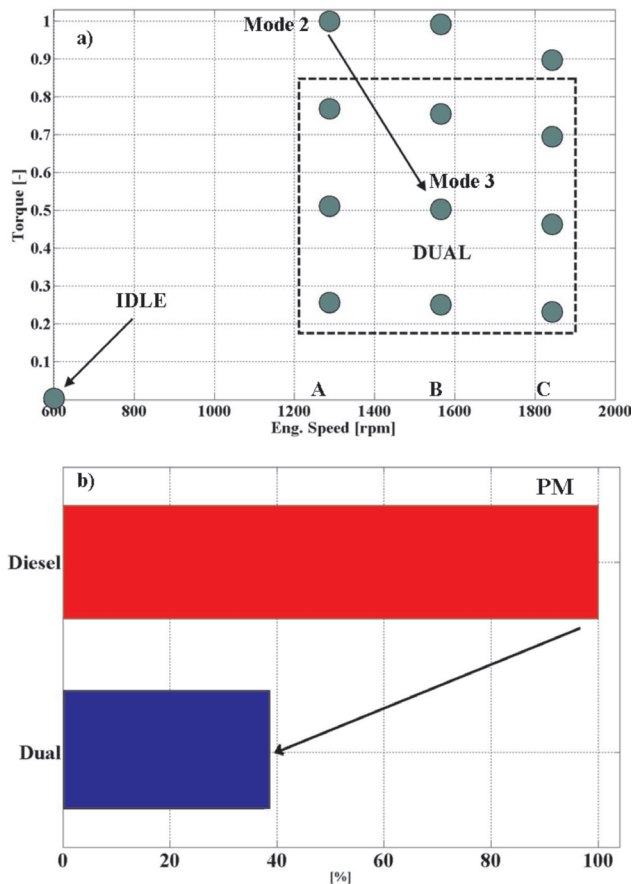 1
a)
Mode 2
0.9
0.8
0.7
0.6
Mode 3
Torque [-]
0.5
0.4
DUAL
0.3
IDLE
0.2
0.1
A B C
600 800 1000 1200 1400 1600 1800 2000
Eng. Speed [rpm]
b)
PM
Diesel
Dual
0 20 40 60 80 100
[%]